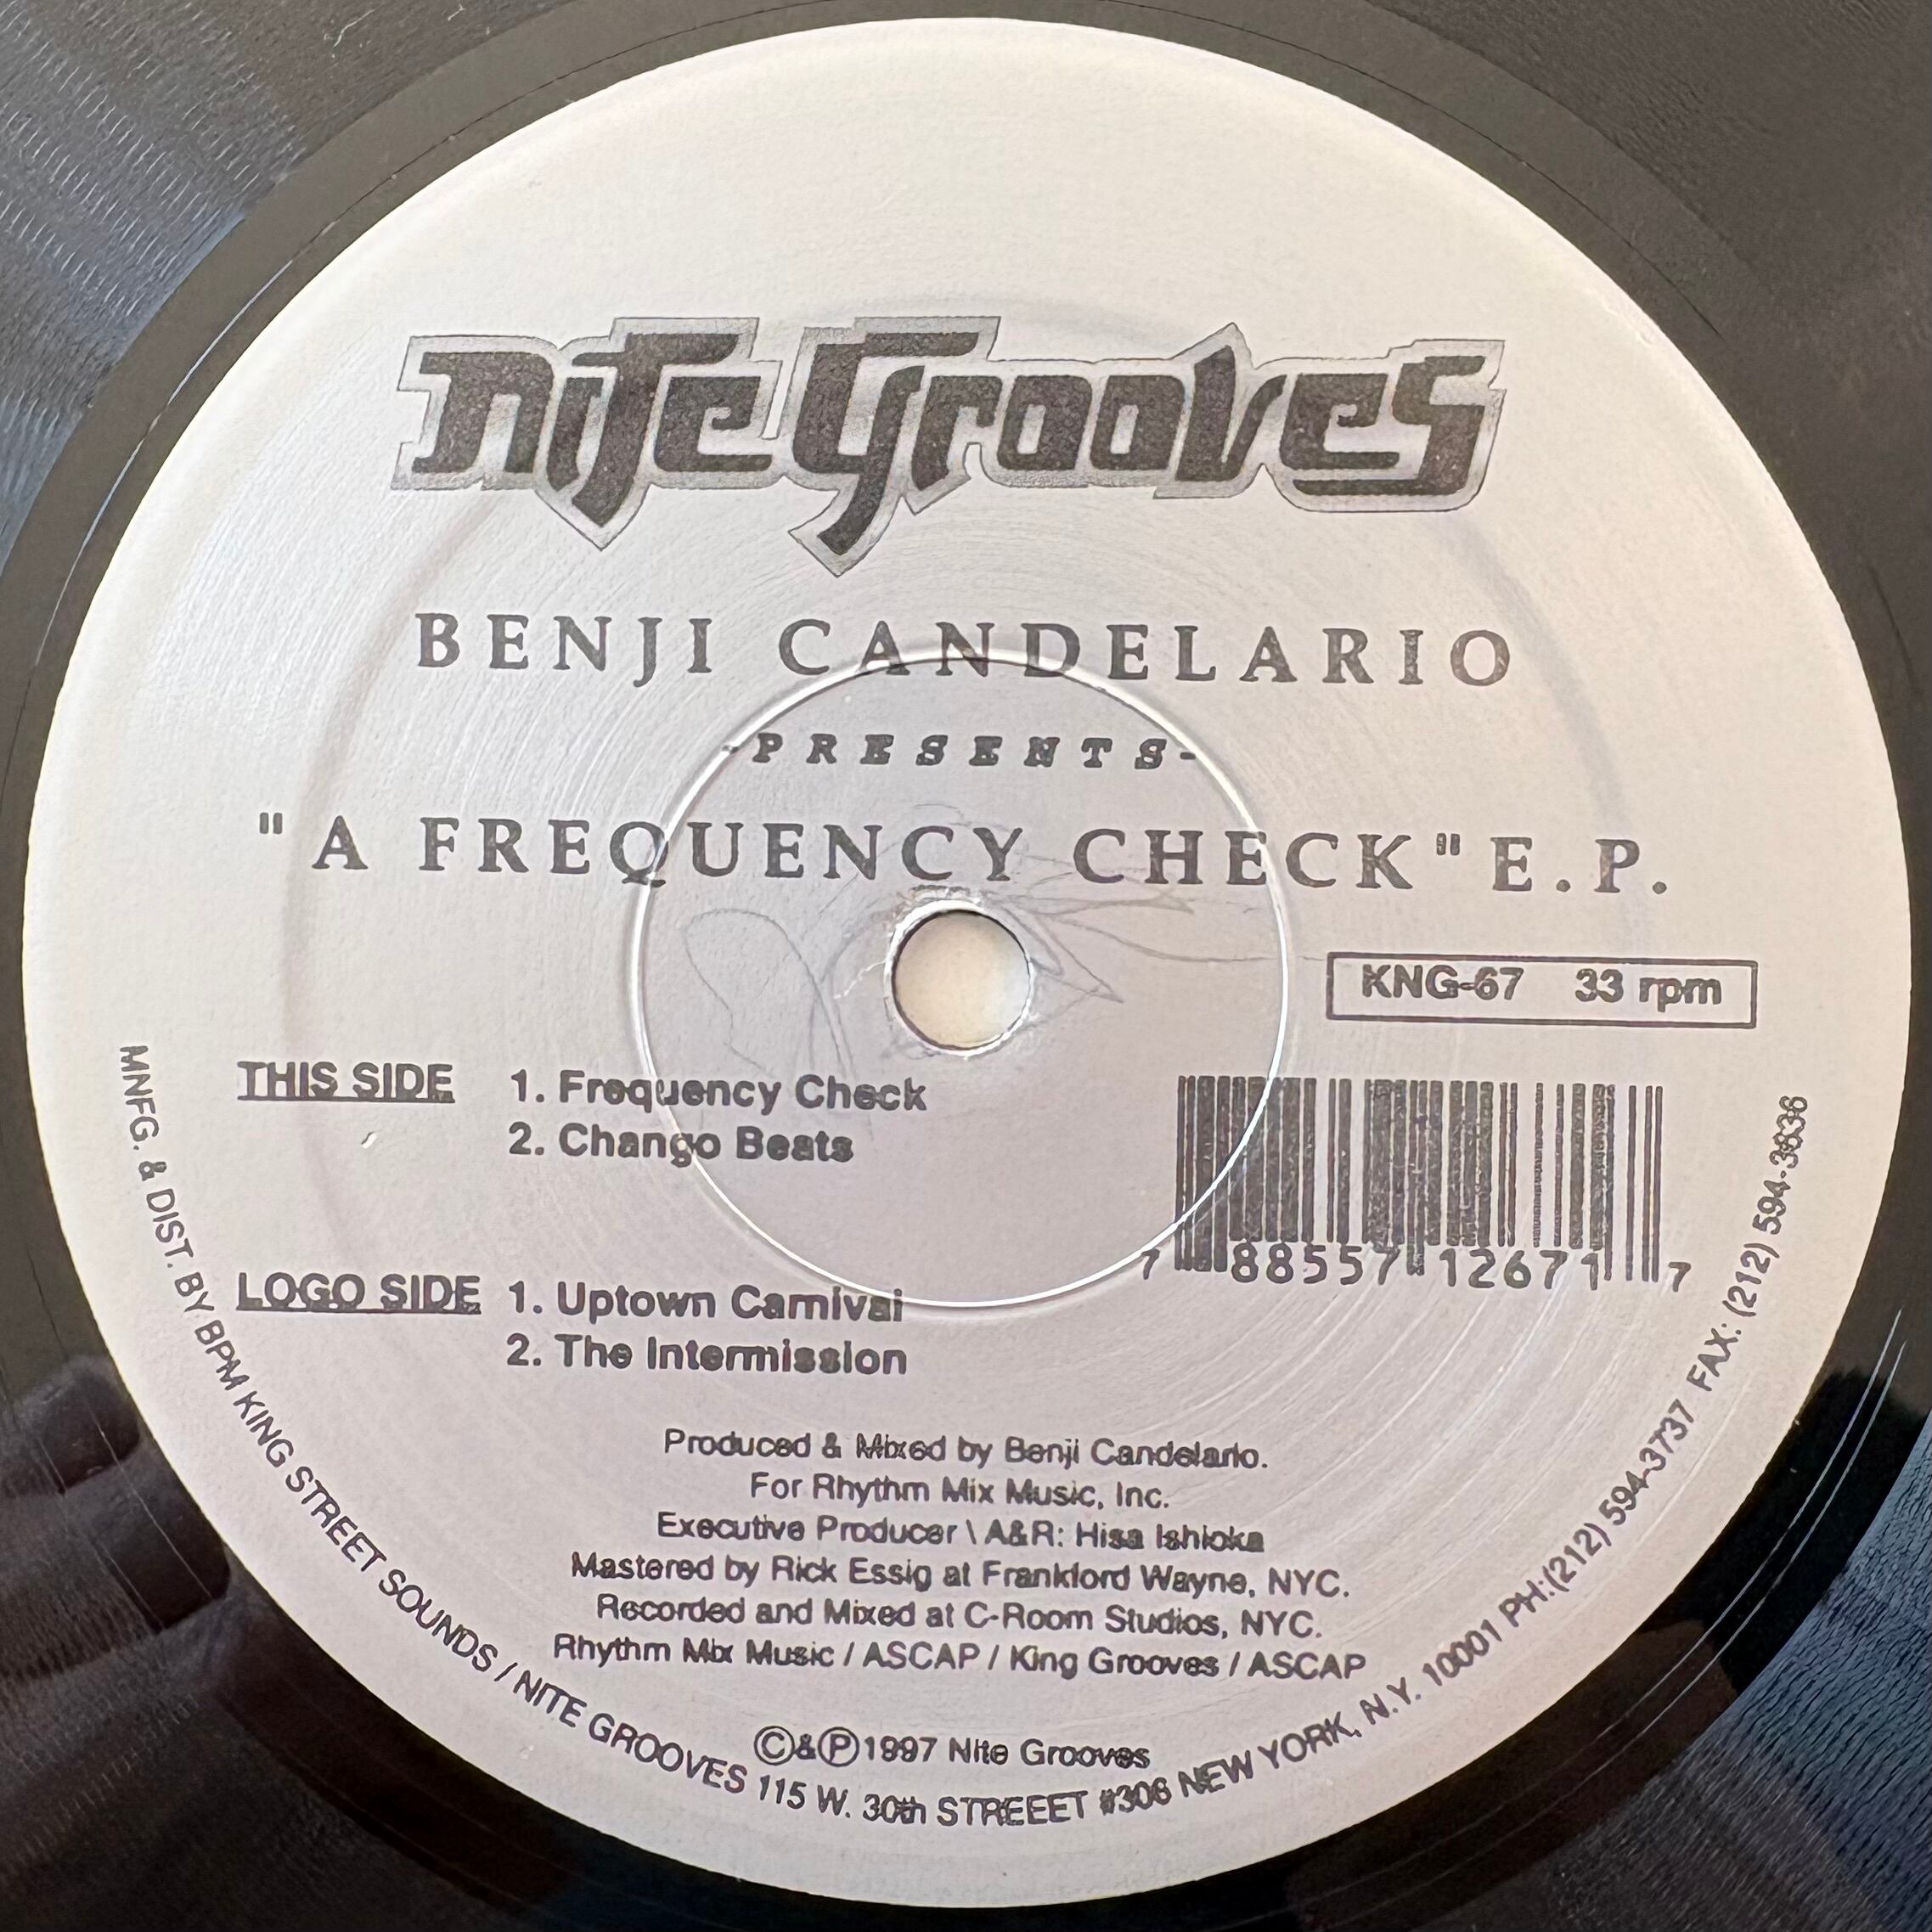 Nite Grooves
BENJI CANDELARIO
-PRESENTS-
"A FREQUENCY CHECK" E.P.
KNG-67 33 rpm
THIS SIDE 1. Frequency Check
2. Chango Beats
7 88557 12671 7
LOGO SIDE 1. Uptown Carnival
2. The Intermission
Produced & Mixed by Benji Candelario.
For Rhythm Mix Music, Inc.
Executive Producer \ A&R: Hisa Ishioka
Mastered by Rick Essig at Frankford Wayne, NYC.
Recorded and Mixed at C-Room Studios, NYC.
Rhythm Mix Music / ASCAP / King Grooves / ASCAP
©&℗1997 Nite Grooves
MNFG. & DIST. BY BPM KING STREET SOUNDS / NITE GROOVES 115 W. 30th STREEET #306 NEW YORK, N.Y. 10001 PH:(212) 594-3737 FAX: (212) 594-3636